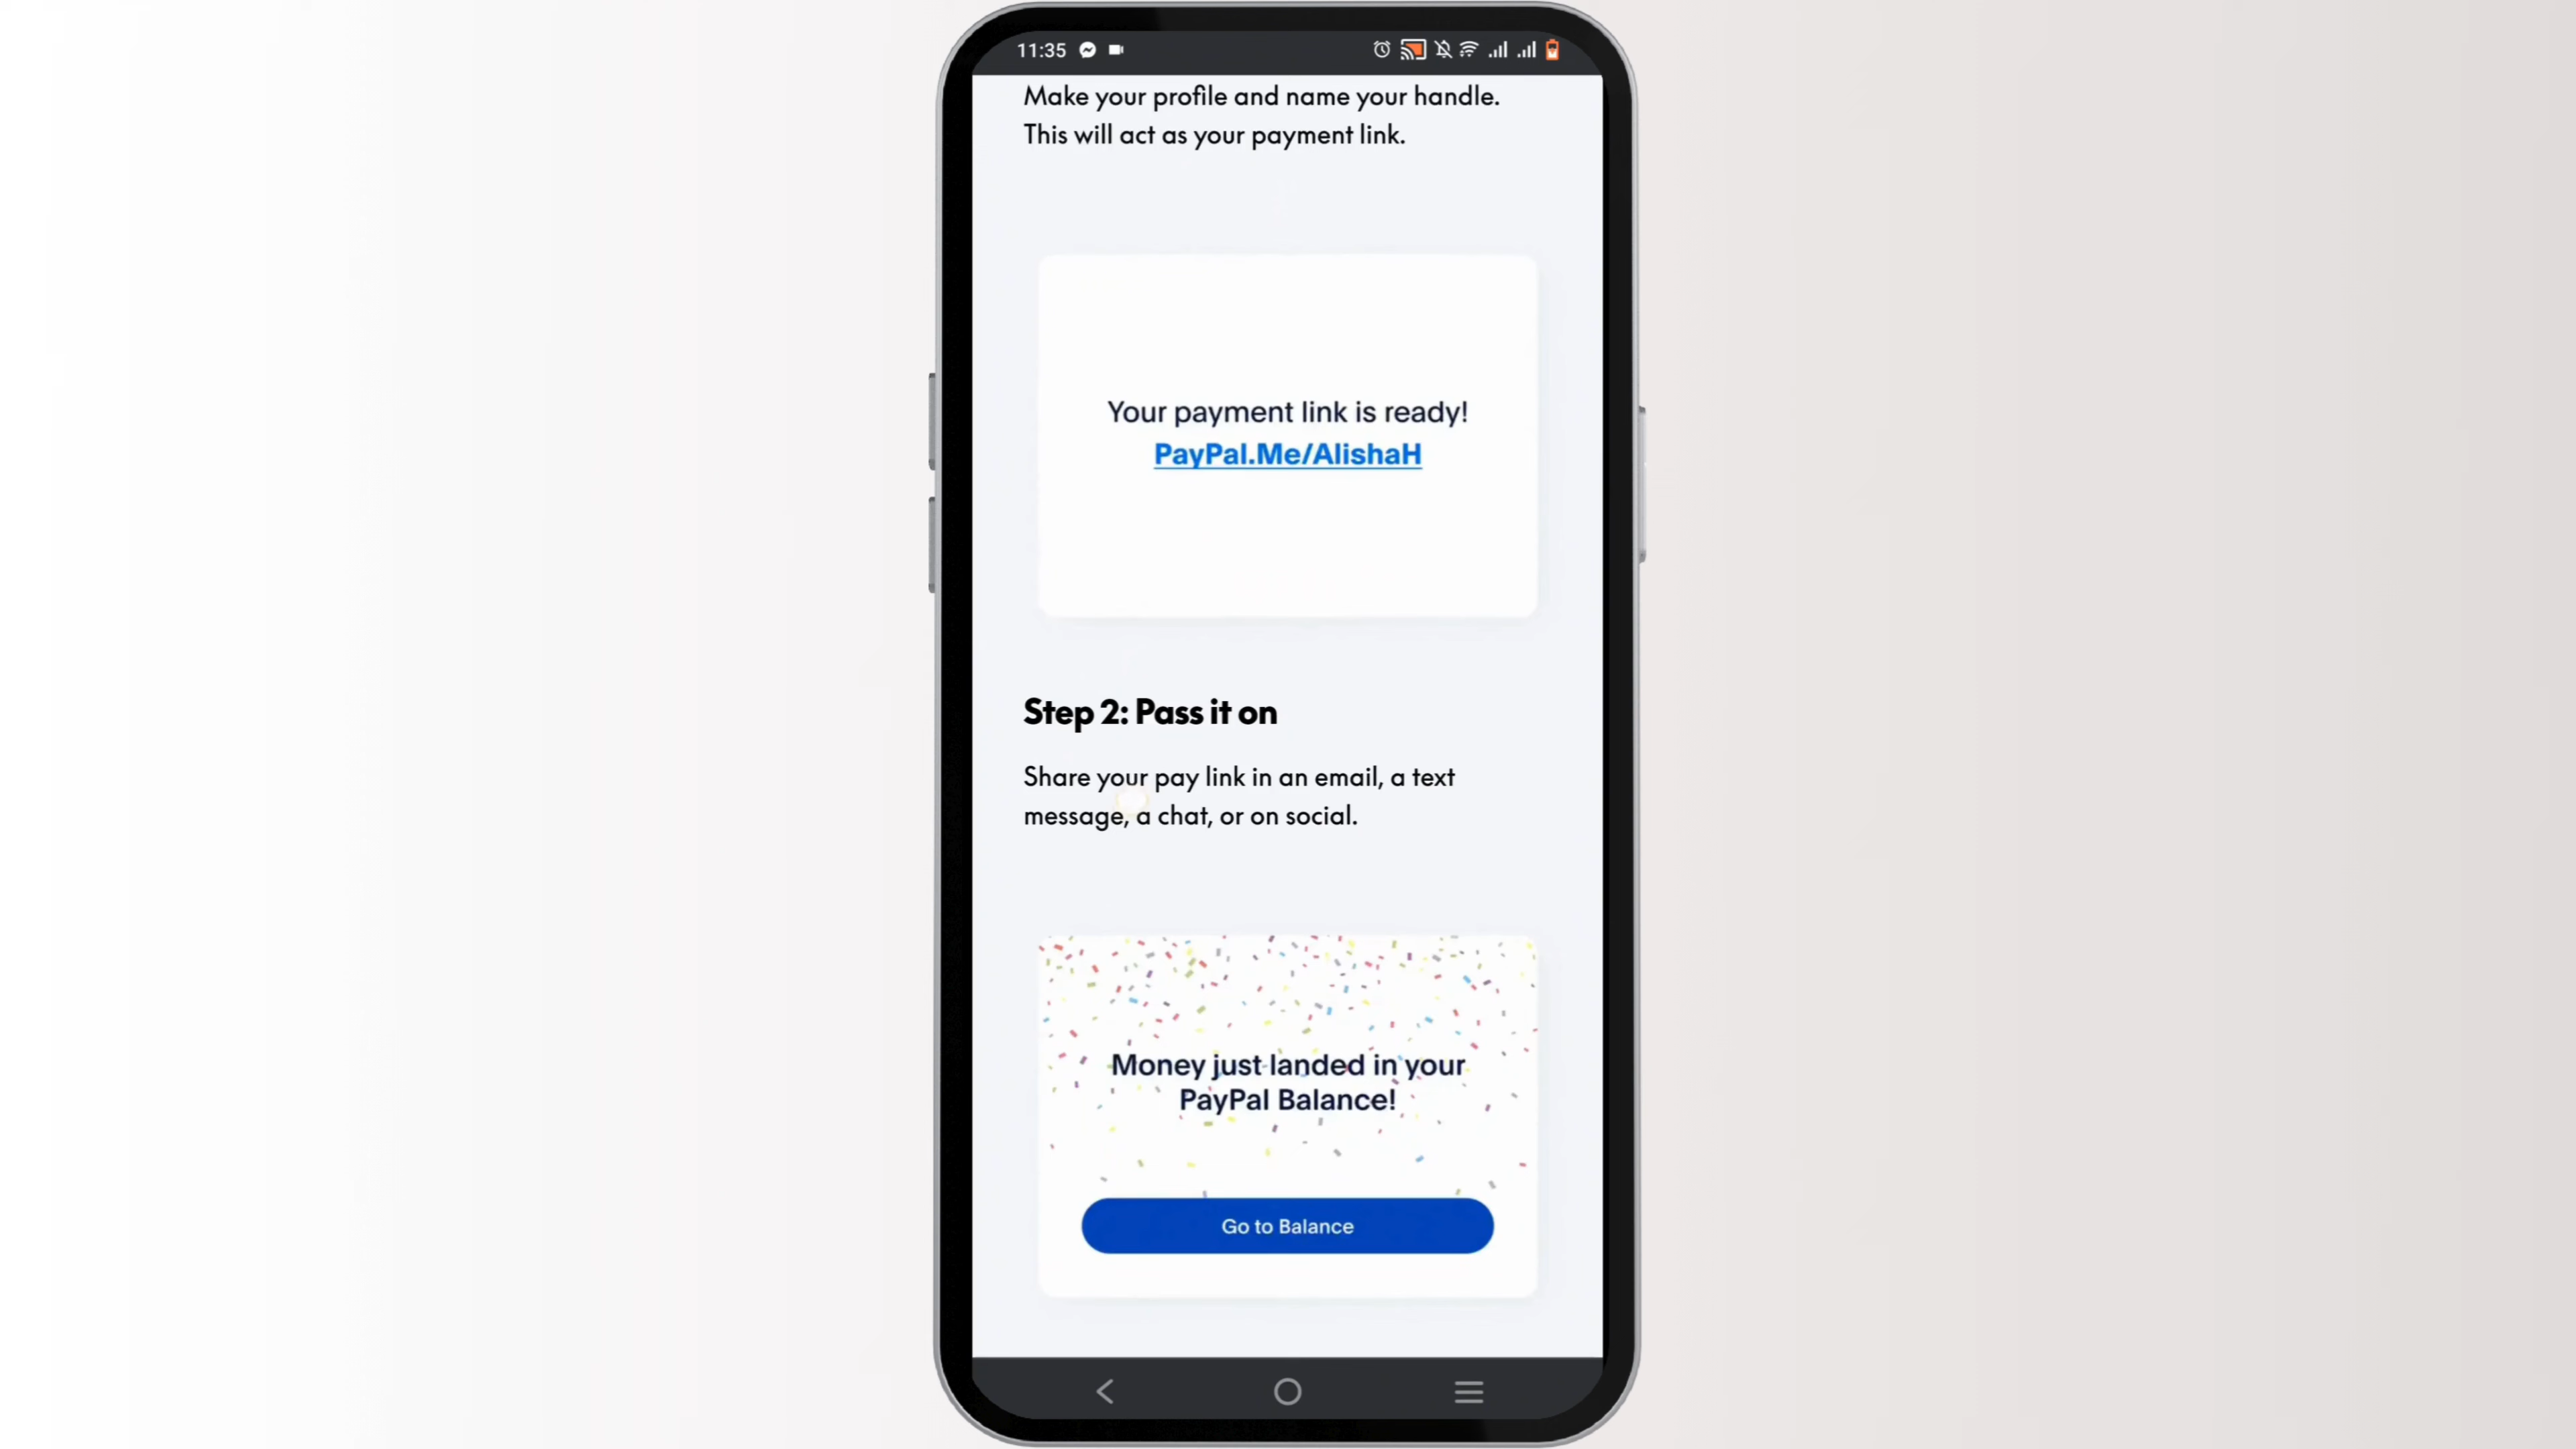 11:35
Make your profile and name your handle.
This will act as your payment link.
Your payment link is ready!
PayPal.Me/AlishaH
Step 2: Pass it on
Share your pay link in an email, a text
message, a chat, or on social.
Money just landed in your
PayPal Balance!
Go to Balance